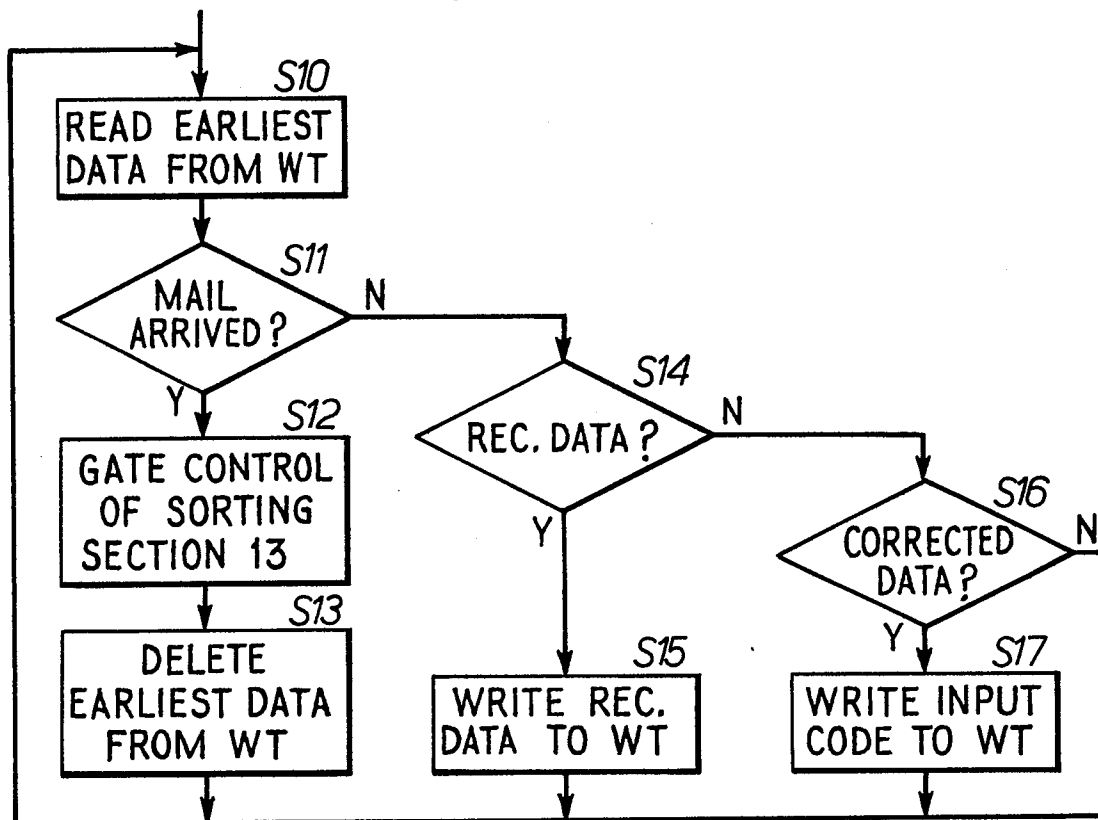 S10
READ EARLIEST
DATA FROM WT
S11
MAIL
ARRIVED?
N
Y
S12
GATE CONTROL
OF SORTING
SECTION 13
S13
DELETE
EARLIEST DATA
FROM WT
S14
REC. DATA?
N
Y
S15
WRITE REC.
DATA TO WT
S16
CORRECTED
DATA?
N
Y
S17
WRITE INPUT
CODE TO WT